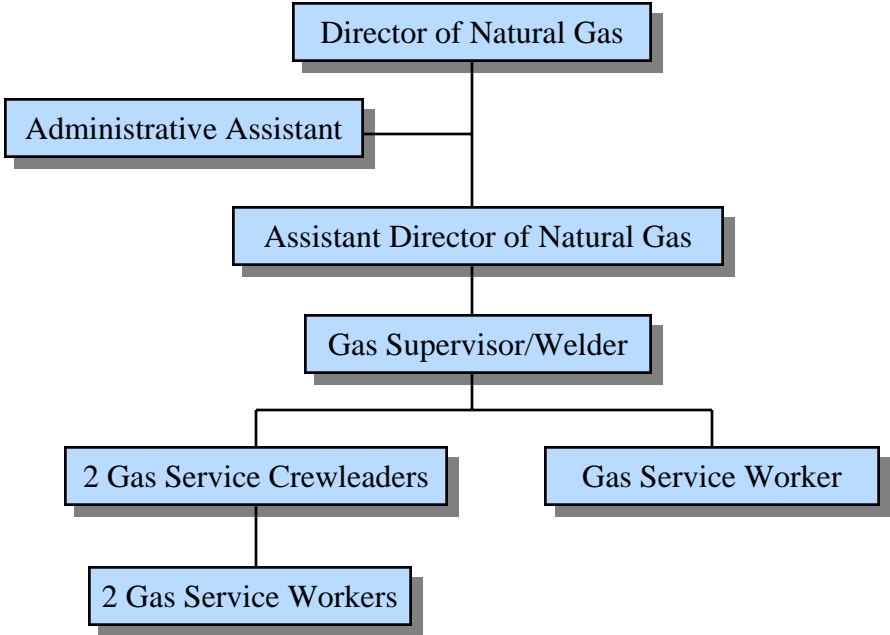 Director of Natural Gas
Administrative Assistant
Assistant Director of Natural Gas
Gas Supervisor/Welder
2 Gas Service Crewleaders
Gas Service Worker
2 Gas Service Workers